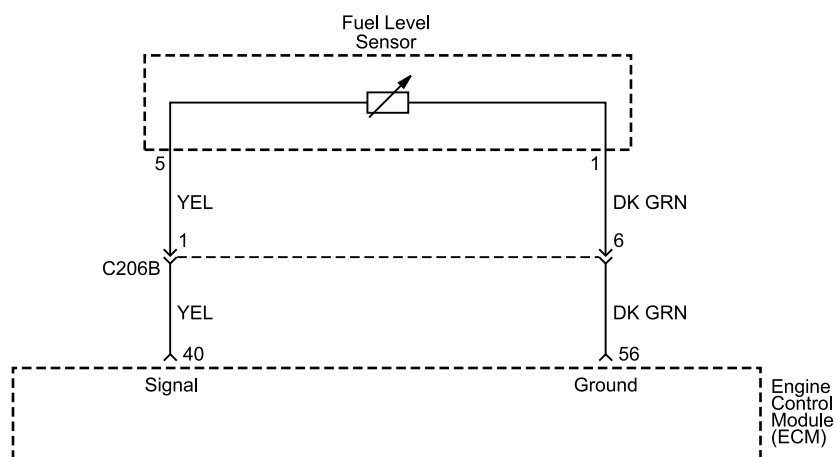 Fuel Level
Sensor
5
1
YEL
DK GRN
1
6
C206B
YEL
DK GRN
40
56
Signal
Ground
Engine
Control
Module
(ECM)